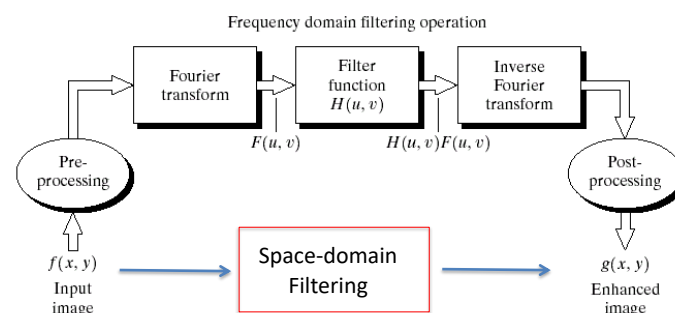 Frequency domain filtering operation
Fourier
transform
Filter
function
H(u, v)
Inverse
Fourier
transform
F(u, v)
H(u, v)F(u, v)
Pre-
processing
Post-
processing
f(x, y)
Input
image
Space-domain
Filtering
g(x, y)
Enhanced
image